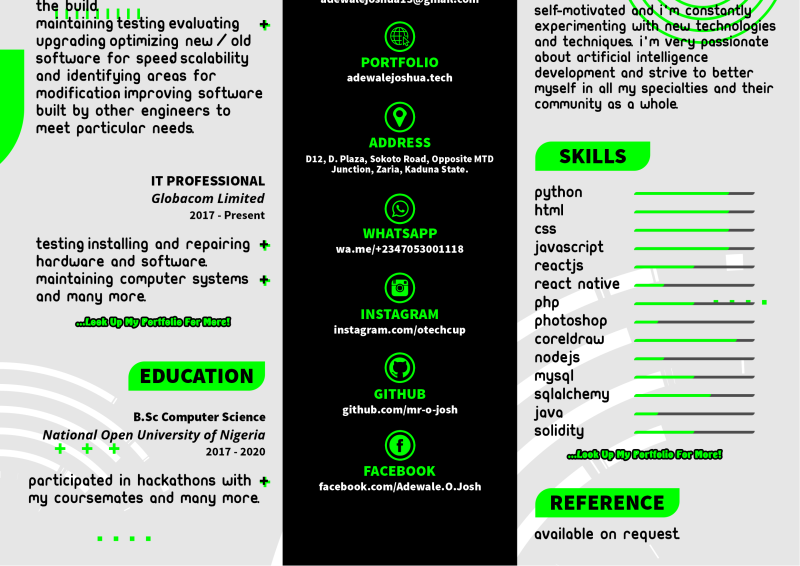 the build.
maintaining testing evaluating
upgrading optimizing new / old
software for speed scalability
and identifying areas for
modification improving software
built by other engineers to
meet particular needs.
IT PROFESSIONAL
Globacom Limited
2017 - Present
testing installing and repairing
hardware and software.
maintaining computer systems
and many more.
...Look Up My Portfolio For More!
EDUCATION
B.Sc Computer Science
National Open University of Nigeria
2017 - 2020
participated in hackathons with
my coursemates and many more.
adewalejoshua13@gmail.com
PORTFOLIO
adewalejoshua.tech
ADDRESS
D12, D. Plaza, Sokoto Road, Opposite MTD
Junction, Zaria, Kaduna State.
WHATSAPP
wa.me/+2347053001118
INSTAGRAM
instagram.com/otechcup
GITHUB
github.com/mr-o-josh
FACEBOOK
facebook.com/Adewale.O.Josh
self-motivated and i'm constantly
experimenting with new technologies
and techniques. i'm very passionate
about artificial intelligence
development and strive to better
myself in all my specialties and their
community as a whole.
SKILLS
python
html
css
javascript
reactjs
react native
php
photoshop
coreldraw
nodejs
mysql
sqlalchemy
java
solidity
...Look Up My Portfolio For More!
REFERENCE
available on request.